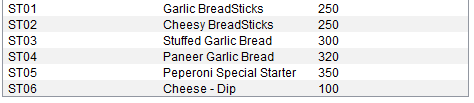 ST01 Garlic BreadSticks 250
ST02 Cheesy BreadSticks 250
ST03 Stuffed Garlic Bread 300
ST04 Paneer Garlic Bread 320
ST05 Peperoni Special Starter 350
ST06 Cheese - Dip 100